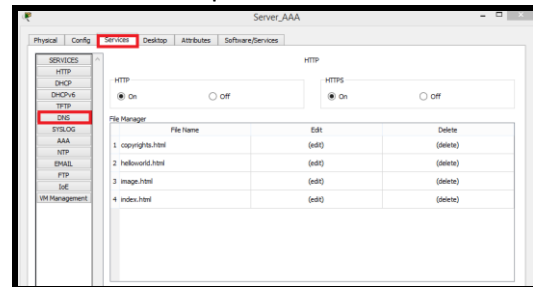 Server_AAA
Physical Config Services Desktop Attributes Software/Services
SERVICES
HTTP
DHCP
DHCPv6
TFTP
DNS
SYSLOG
AAA
NTP
EMAIL
FTP
IoE
VM Management
HTTP
HTTP
On Off
HTTPS
On Off
File Manager
File Name Edit Delete
1 copyrights.html (edit) (delete)
2 helloworld.html (edit) (delete)
3 image.html (edit) (delete)
4 index.html (edit) (delete)